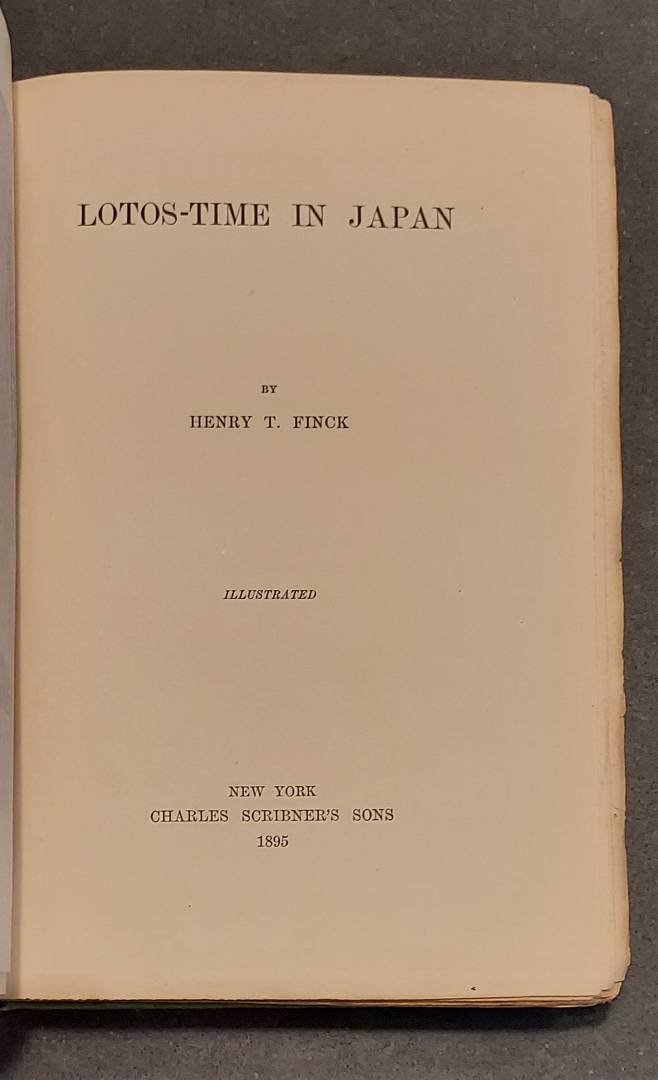 LOTOS-TIME IN JAPAN
BY
HENRY T. FINCK
ILLUSTRATED
NEW YORK
CHARLES SCRIBNER'S SONS
1895